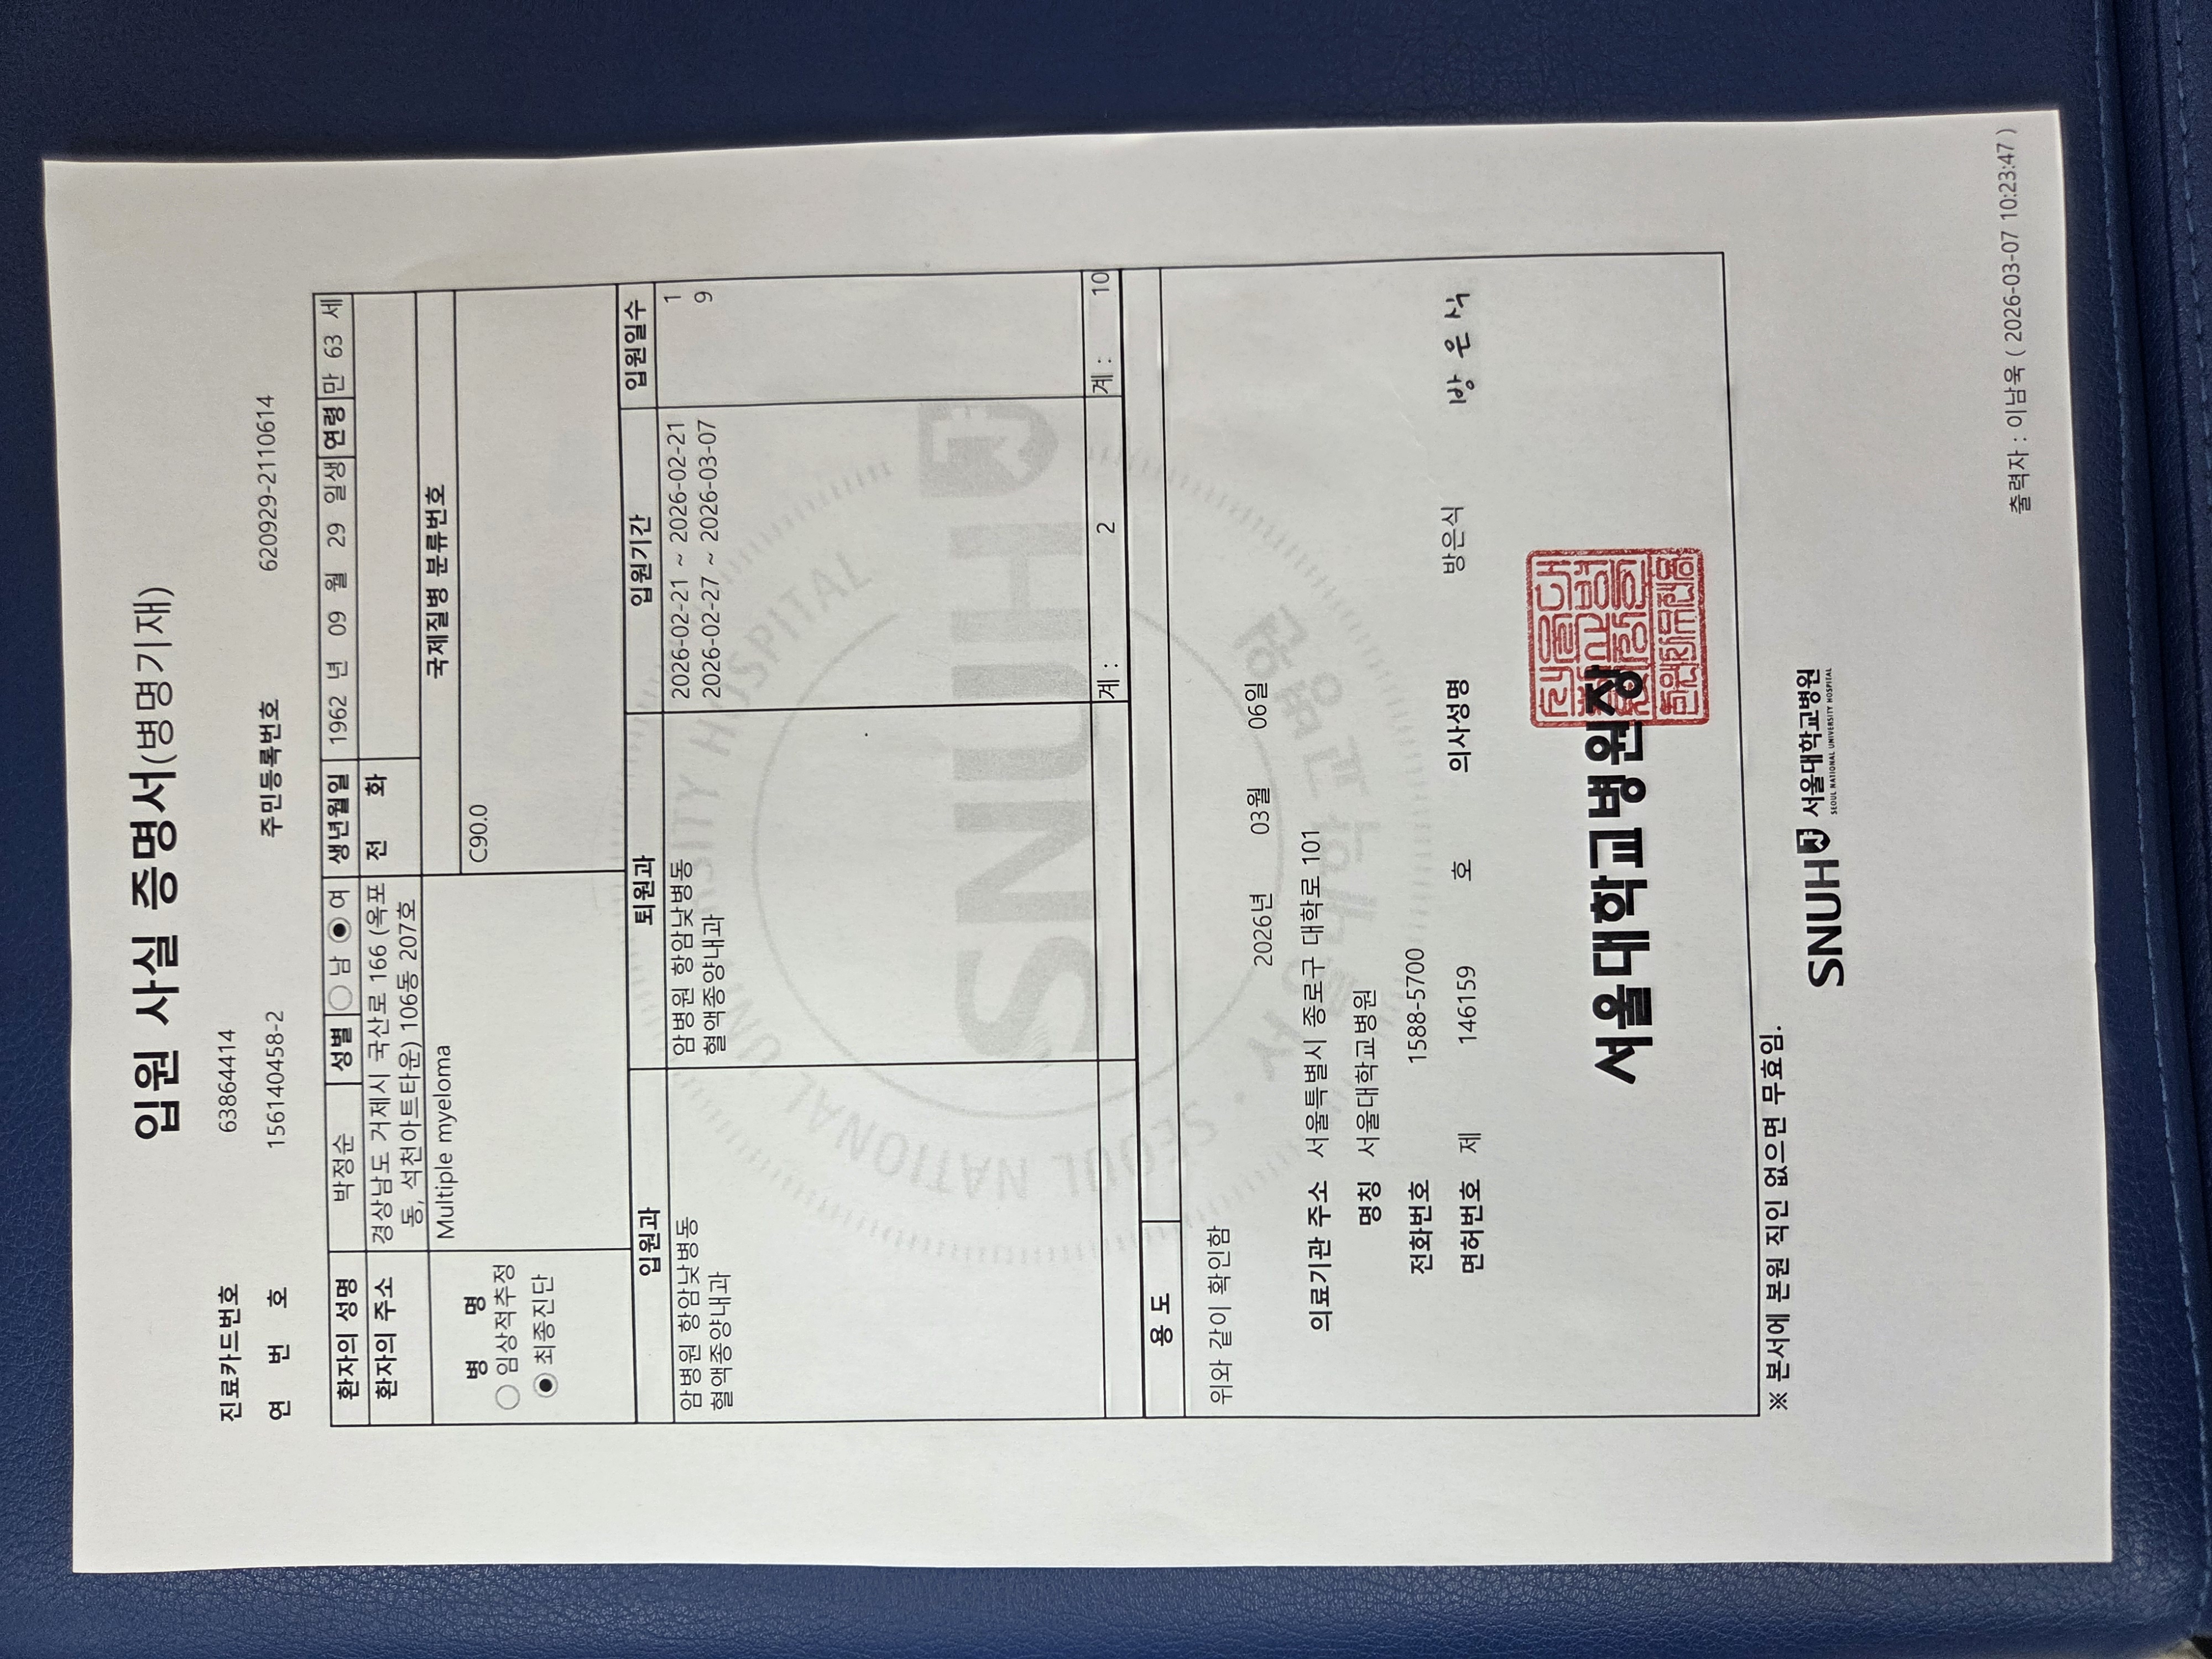 입원 사실 증명서(병명기재)
진료카드번호 63864414
연 번 호 156140458-2 주민등록번호 620929-2110614
환자의 성명 박정순 성별 ○ 남 ◉ 여 생년월일 1962 년 09 월 29 일생 연령 만 63 세
환자의 주소 경상남도 거제시 국산로 166 (옥포 전 화
동, 석천아트타운) 106동 207호
병 명 Multiple myeloma 국제질병 분류번호
○ 임상적추정 C90.0
◉ 최종진단
입원과 퇴원과 입원기간 입원일수
암병원 항암낮병동 암병원 항암낮병동 2026-02-21 ~ 2026-02-21 1
혈액종양내과 혈액종양내과 2026-02-27 ~ 2026-03-07 9
계 : 2 계 : 10
용 도
위와 같이 확인함
2026년 03월 06일
의료기관 주소 서울특별시 종로구 대학로 101
명칭 서울대학교병원
전화번호 1588-5700
면허번호 제 146159 호 의사성명 방은식 방 은 식
서울대학교병원장
※ 본서에 본원 직인 없으면 무효임.
SNUH 서울대학교병원
SEOUL NATIONAL UNIVERSITY HOSPITAL
출력자 : 이남욱 ( 2026-03-07 10:23:47 )
SEOUL NATIONAL UNIVERSITY HOSPITAL
SNUH
서울대학교병원